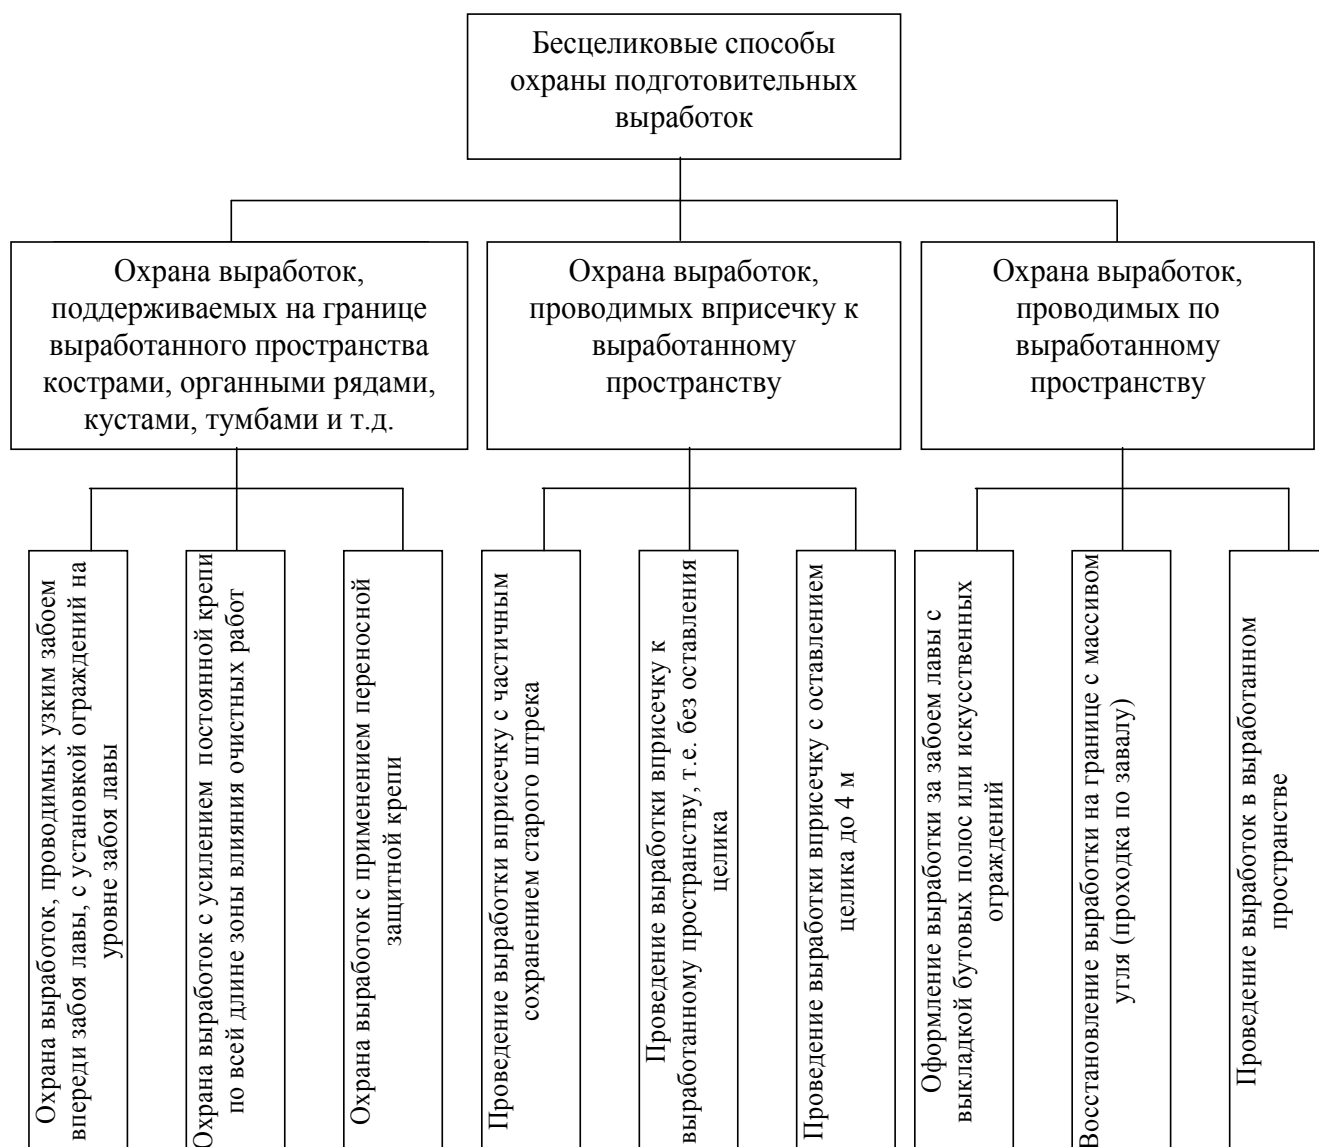 Бесцеликовые способы
охраны подготовительных
выработок
Охрана выработок,
поддерживаемых на границе
выработанного пространства
кострами, органными рядами,
кустами, тумбами и т.д.
Охрана выработок,
проводимых вприсечку к
выработанному
пространству
Охрана выработок,
проводимых по
выработанному
пространству
Охрана выработок, проводимых узким забоем
впереди забоя лавы, с установкой ограждений на
уровне забоя лавы
Охрана выработок с усилением постоянной крепи
по всей длине зоны влияния очистных работ
Охрана выработок с применением переносной
защитной крепи
Проведение выработки вприсечку с частичным
сохранением старого штрека
Проведение выработки вприсечку к
выработанному пространству, т.е. без оставления
целика
Проведение выработки вприсечку с оставлением
целика до 4 м
Оформление выработки за забоем лавы с
выкладкой бутовых полос или искусственных
ограждений
Восстановление выработки на границе с массивом
угля (проходка по завалу)
Проведение выработок в выработанном
пространстве